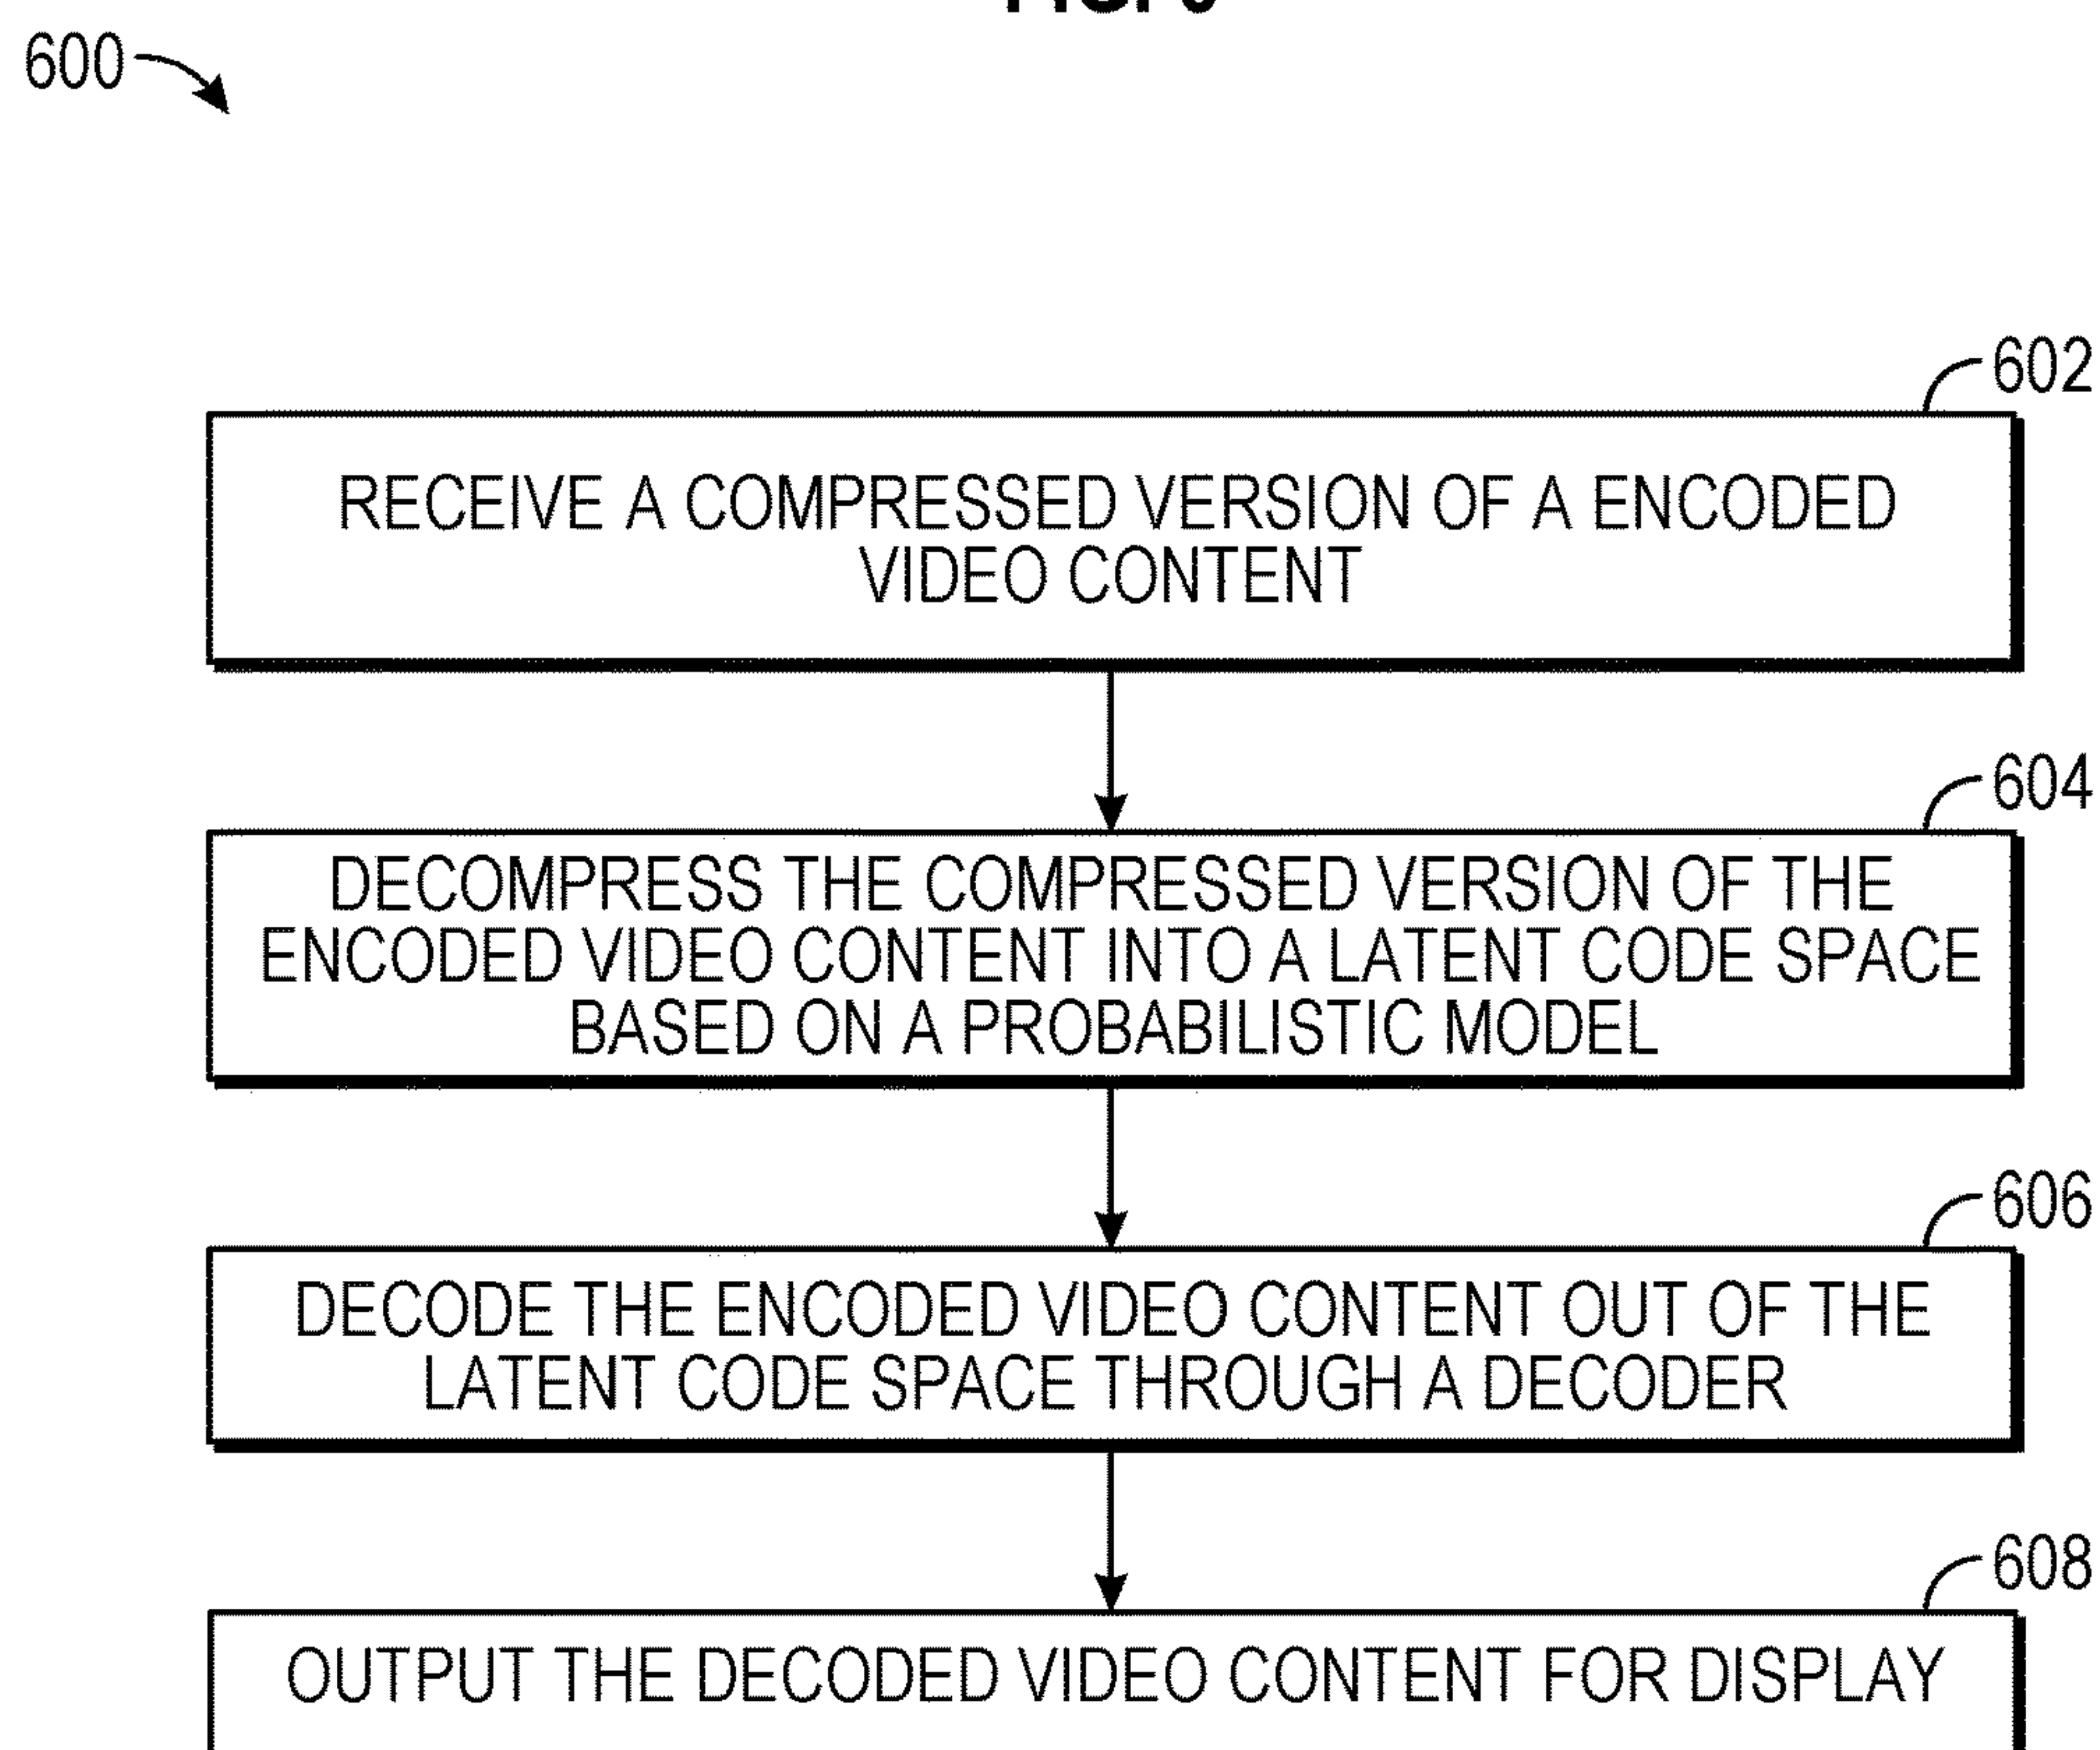 600
602
RECEIVE A COMPRESSED VERSION OF A ENCODED
VIDEO CONTENT
604
DECOMPRESS THE COMPRESSED VERSION OF THE
ENCODED VIDEO CONTENT INTO A LATENT CODE SPACE
BASED ON A PROBABILISTIC MODEL
606
DECODE THE ENCODED VIDEO CONTENT OUT OF THE
LATENT CODE SPACE THROUGH A DECODER
608
OUTPUT THE DECODED VIDEO CONTENT FOR DISPLAY